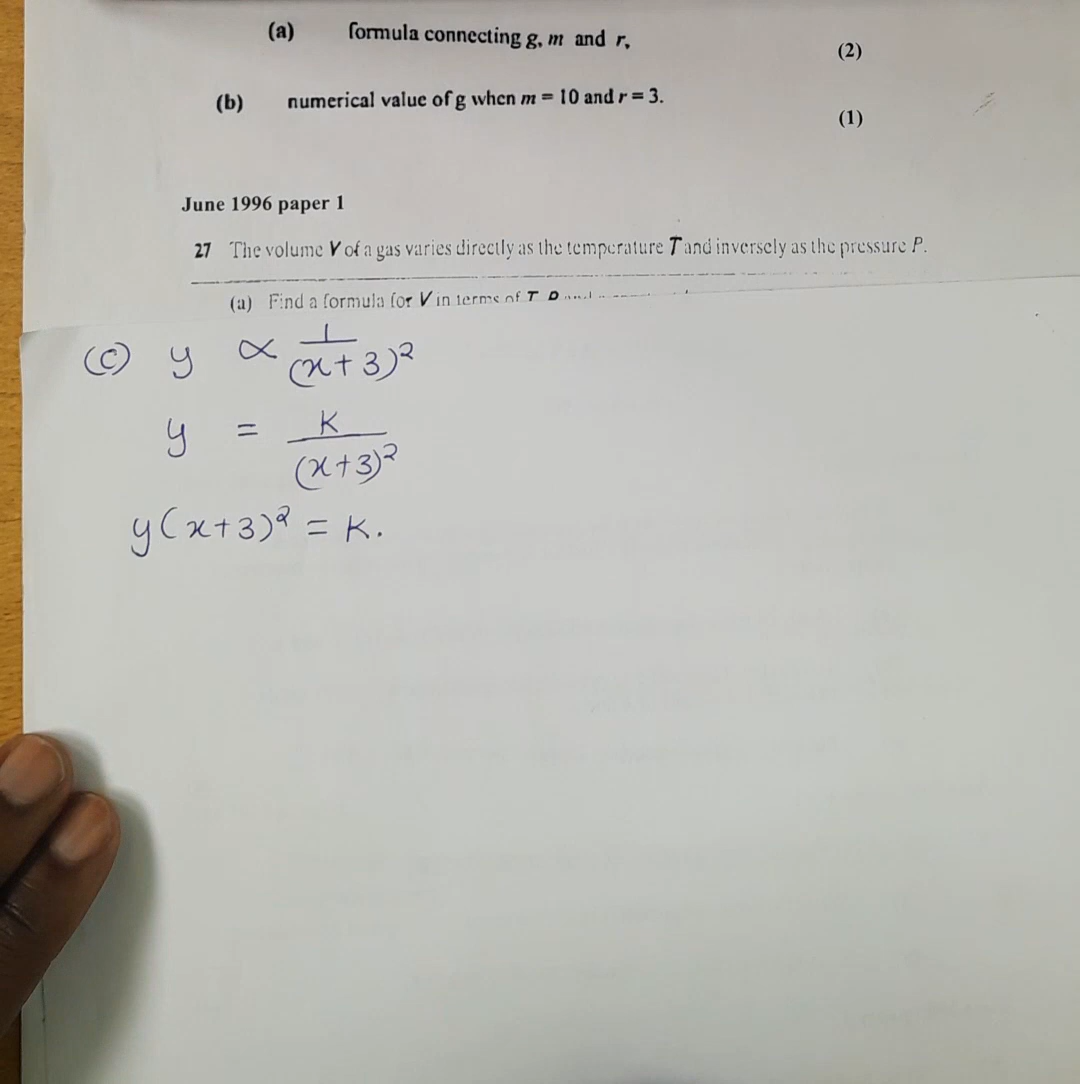 (a) formula connecting g, m and r,
(2)
(b) numerical value of g when m = 10 and r = 3.
(1)
June 1996 paper 1
27 The volume V of a gas varies directly as the temperature T and inversely as the pressure P.
(a) Find a formula for V in terms of T P
(c) y ∝ 1/(x+3)²
y = k/(x+3)²
y(x+3)² = k.